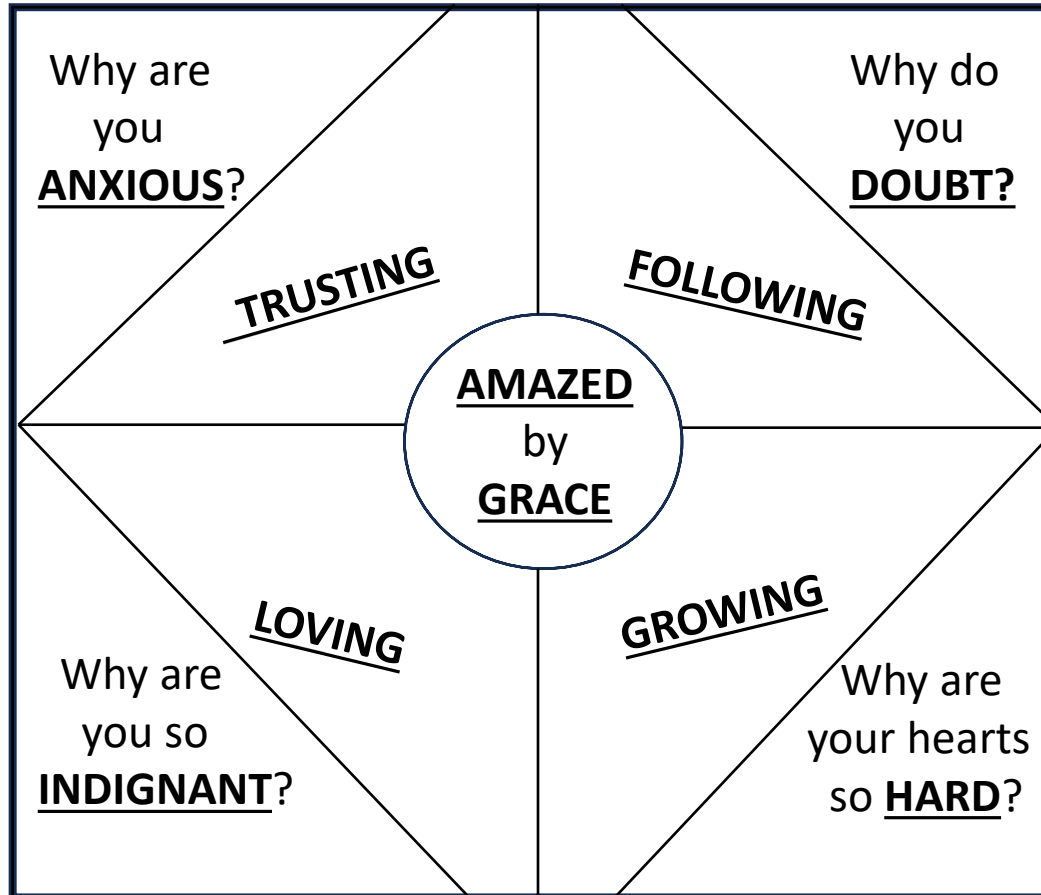 Why are
you
ANXIOUS?
Why do
you
DOUBT?
TRUSTING
FOLLOWING
AMAZED
by
GRACE
LOVING
GROWING
Why are
you so
INDIGNANT?
Why are
your hearts
so HARD?